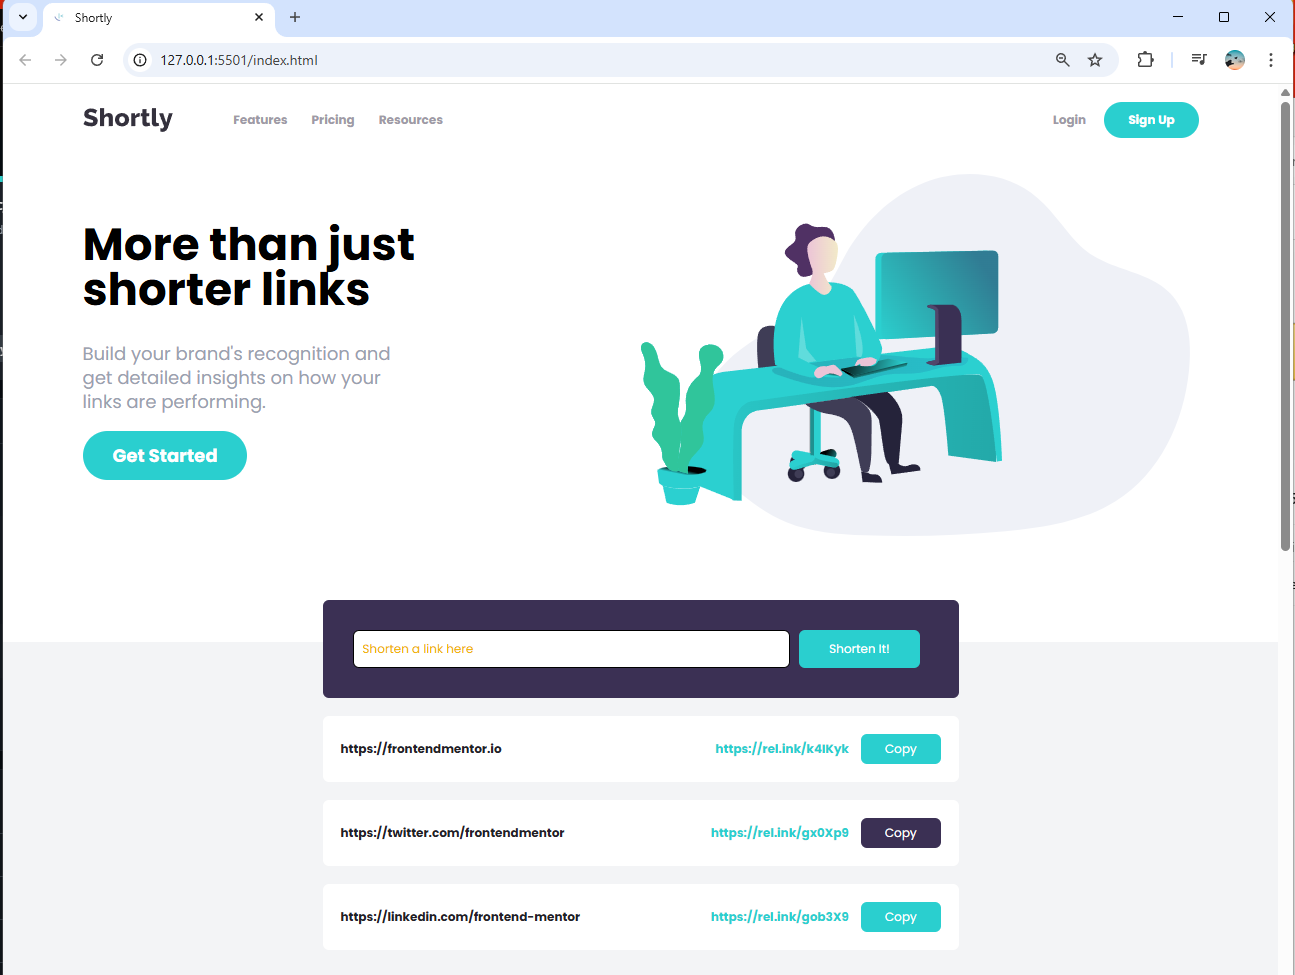 Shortly
127.0.0.1:5501/index.html
Shortly Features Pricing Resources Login Sign Up
More than just
shorter links
Build your brand's recognition and
get detailed insights on how your
links are performing.
Get Started
Shorten a link here Shorten It!
https://frontendmentor.io https://rel.ink/k4lKyk Copy
https://twitter.com/frontendmentor https://rel.ink/gx0Xp9 Copy
https://linkedin.com/frontend-mentor https://rel.ink/gob3X9 Copy